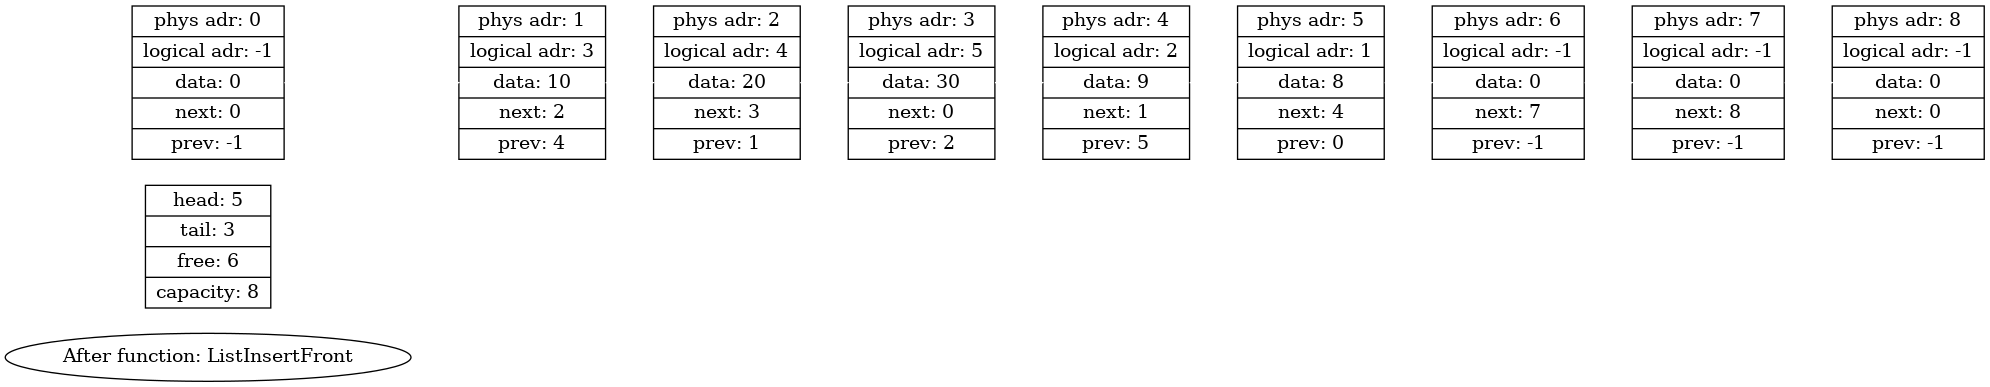 phys adr: 0
logical adr: -1
data: 0
next: 0
prev: -1
phys adr: 1
logical adr: 3
data: 10
next: 2
prev: 4
phys adr: 2
logical adr: 4
data: 20
next: 3
prev: 1
phys adr: 3
logical adr: 5
data: 30
next: 0
prev: 2
phys adr: 4
logical adr: 2
data: 9
next: 1
prev: 5
phys adr: 5
logical adr: 1
data: 8
next: 4
prev: 0
phys adr: 6
logical adr: -1
data: 0
next: 7
prev: -1
phys adr: 7
logical adr: -1
data: 0
next: 8
prev: -1
phys adr: 8
logical adr: -1
data: 0
next: 0
prev: -1
head: 5
tail: 3
free: 6
capacity: 8
After function: ListInsertFront